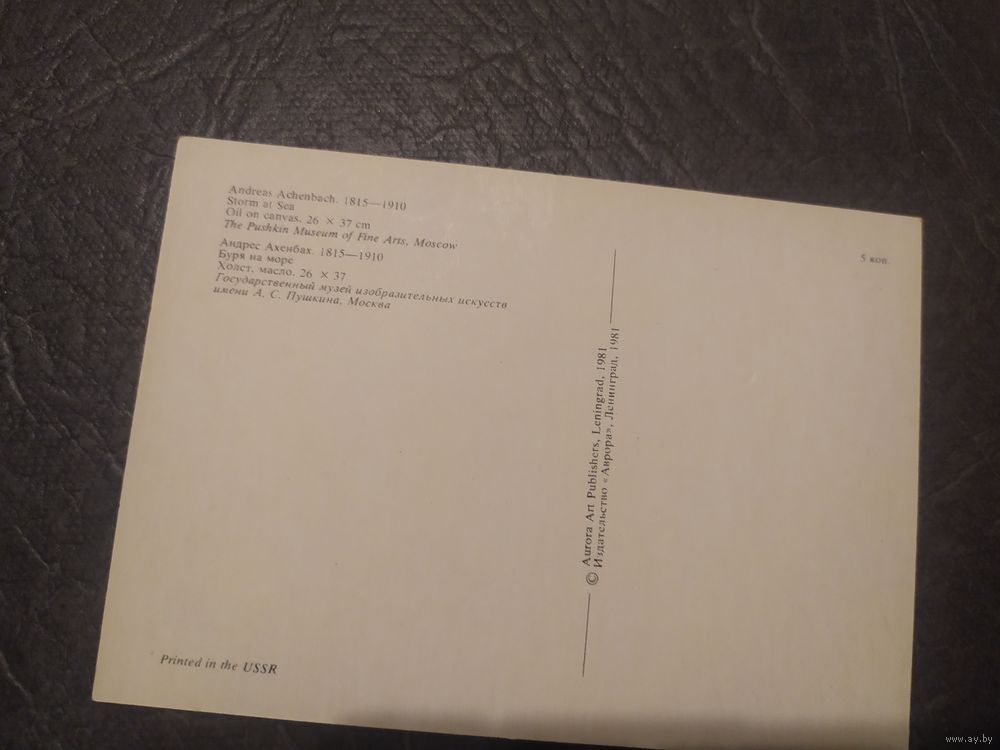 Andreas Achenbach. 1815—1910
Storm at Sea
Oil on canvas. 26 × 37 cm
The Pushkin Museum of Fine Arts, Moscow
Андрес Ахенбах. 1815—1910
Буря на море
Холст, масло. 26 × 37
Государственный музей изобразительных искусств
имени А. С. Пушкина, Москва
5 коп.
© Aurora Art Publishers, Leningrad, 1981
Издательство «Аврора», Ленинград, 1981
Printed in the USSR
www.ay.by